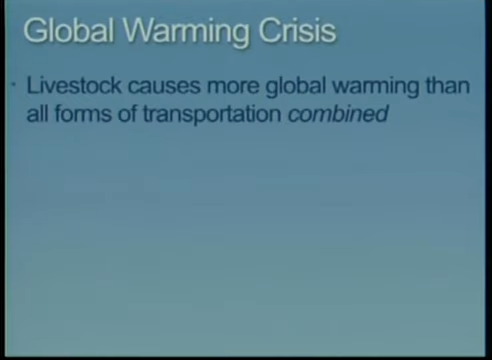 Global Warming Crisis
· Livestock causes more global warming than
all forms of transportation combined